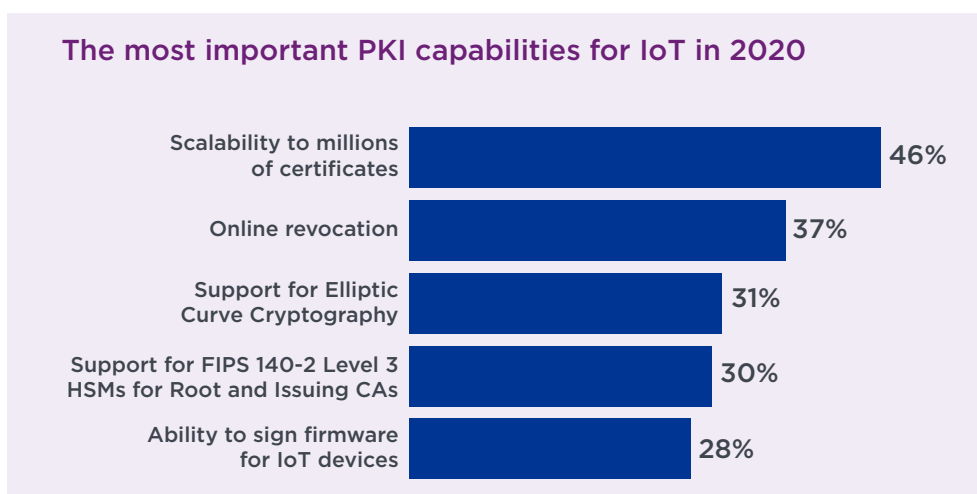 The most important PKI capabilities for IoT in 2020
Scalability to millions
of certificates
46%
Online revocation
37%
Support for Elliptic
Curve Cryptography
31%
Support for FIPS 140-2 Level 3
HSMs for Root and Issuing CAs
30%
Ability to sign firmware
for IoT devices
28%